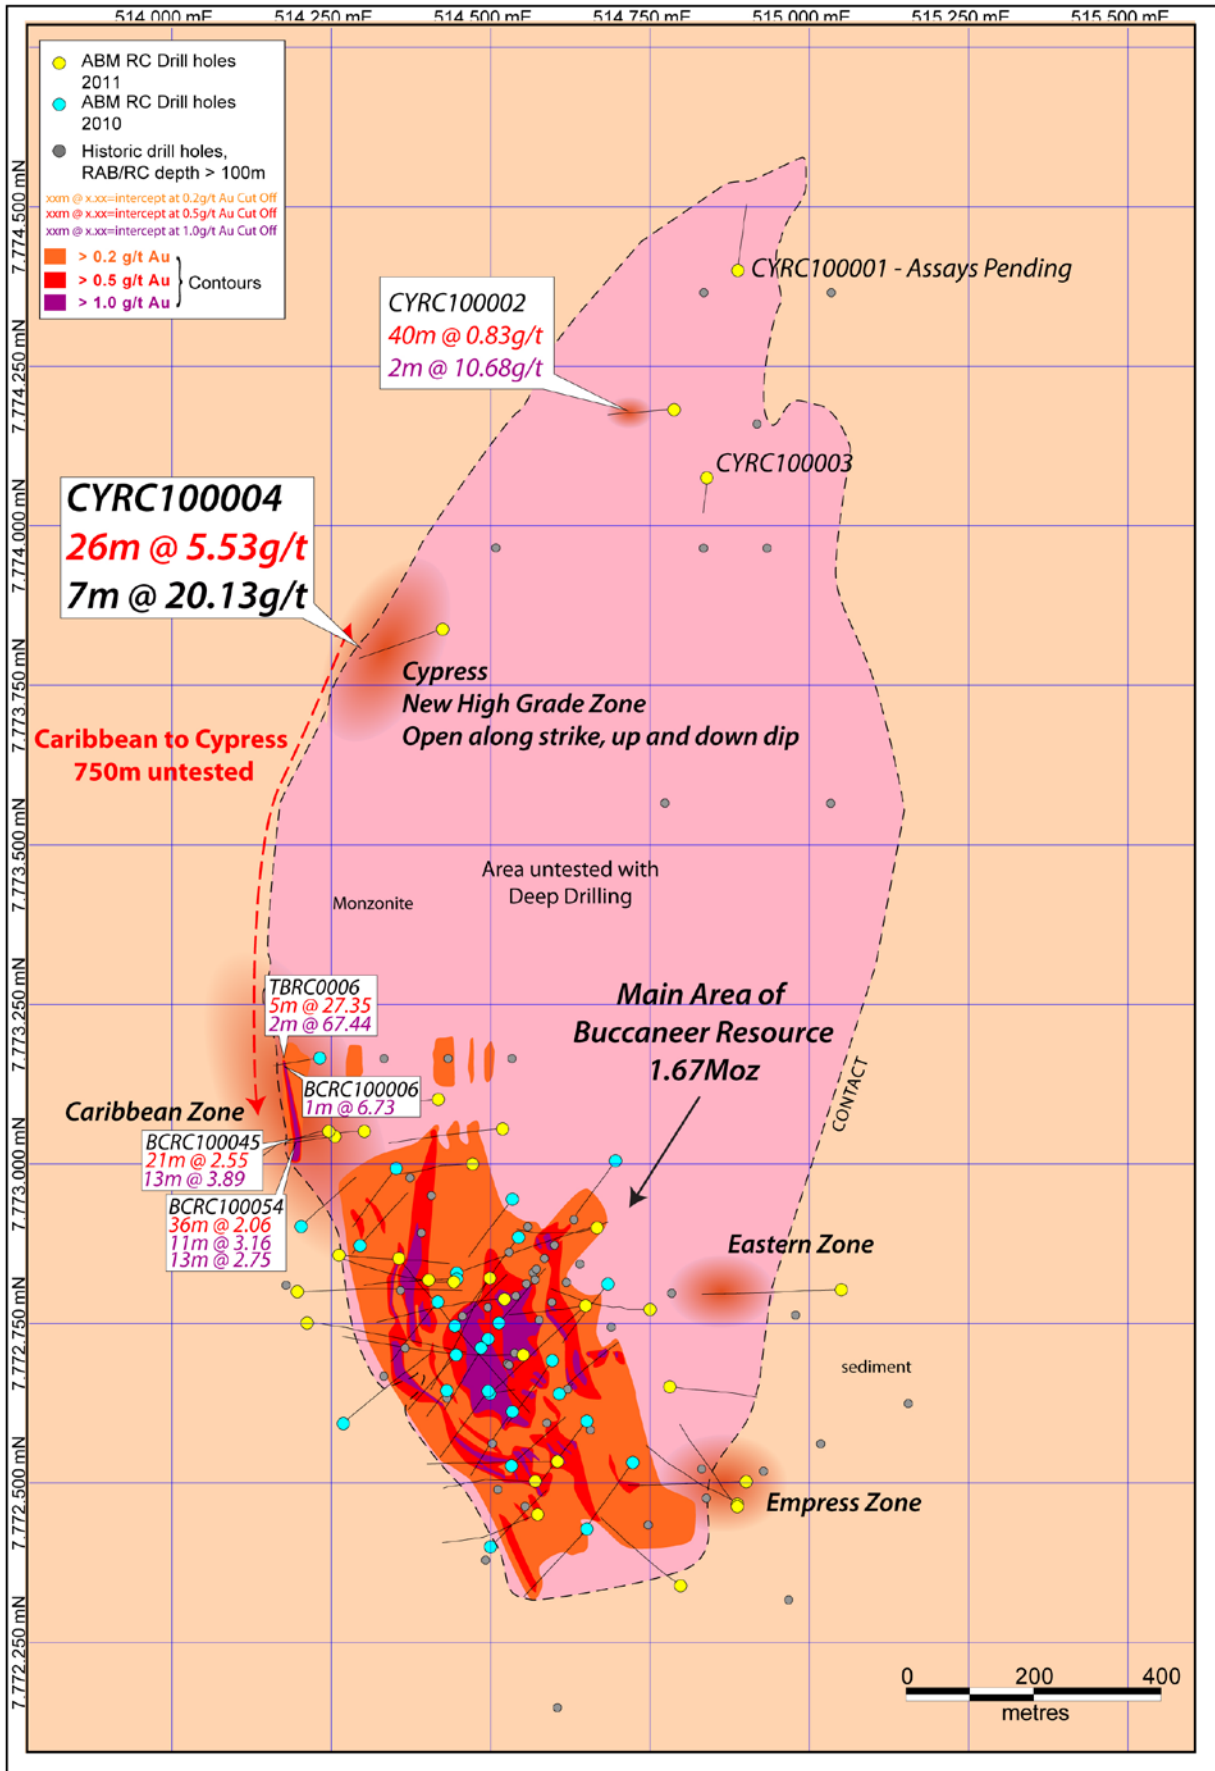 514.000 mE 514.250 mE 514.500 mE 514.750 mE 515.000 mE 515.250 mE 515.500 mE
ABM RC Drill holes
2011
ABM RC Drill holes
2010
Historic drill holes,
RAB/RC depth > 100m
xxm @ x.xx=intercept at 0.2g/t Au Cut Off
xxm @ x.xx=intercept at 0.5g/t Au Cut Off
xxm @ x.xx=intercept at 1.0g/t Au Cut Off
> 0.2 g/t Au
> 0.5 g/t Au
> 1.0 g/t Au
Contours
7.774.500 mN
7.774.250 mN
7.774.000 mN
7.773.750 mN
7.773.500 mN
7.773.250 mN
7.773.000 mN
7.772.750 mN
7.772.500 mN
7.772.250 mN
CYRC100001 - Assays Pending
CYRC100002
40m @ 0.83g/t
2m @ 10.68g/t
CYRC100003
CYRC100004
26m @ 5.53g/t
7m @ 20.13g/t
Cypress
New High Grade Zone
Open along strike, up and down dip
Caribbean to Cypress
750m untested
Area untested with
Deep Drilling
Monzonite
TBRC0006
5m @ 27.35
2m @ 67.44
Main Area of
Buccaneer Resource
1.67Moz
BCRC100006
1m @ 6.73
Caribbean Zone
CONTACT
BCRC100045
21m @ 2.55
13m @ 3.89
BCRC100054
36m @ 2.06
11m @ 3.16
13m @ 2.75
Eastern Zone
sediment
Empress Zone
0 200 400
metres